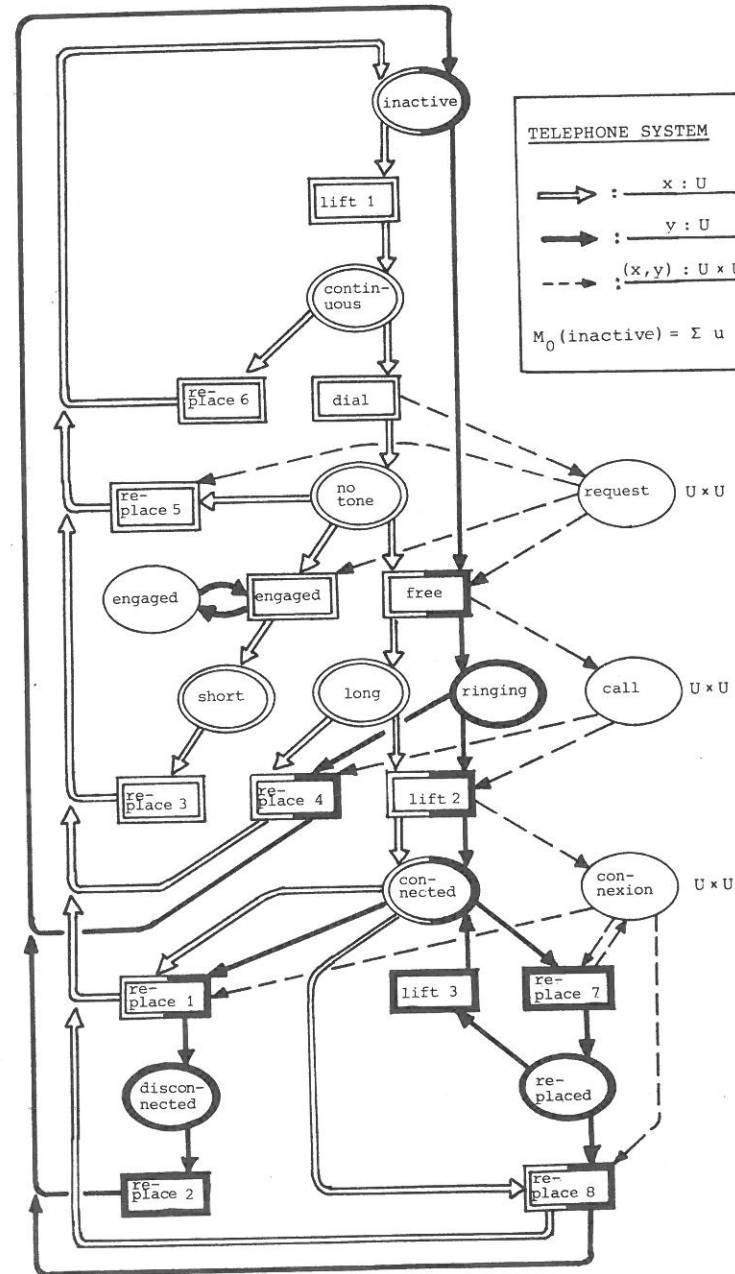 inactive
TELEPHONE SYSTEM
x : U
:
y : U
:
(x,y) : U × U
:
M0(inactive) = Σ u
lift 1
contin-
uous
re-
place 6
dial
re-
place 5
no
tone
request
U × U
engaged
engaged
free
short
long
ringing
call
U × U
re-
place 3
re-
place 4
lift 2
con-
nected
con-
nexion
U × U
re-
place 1
lift 3
re-
place 7
discon-
nected
re-
placed
re-
place 2
re-
place 8